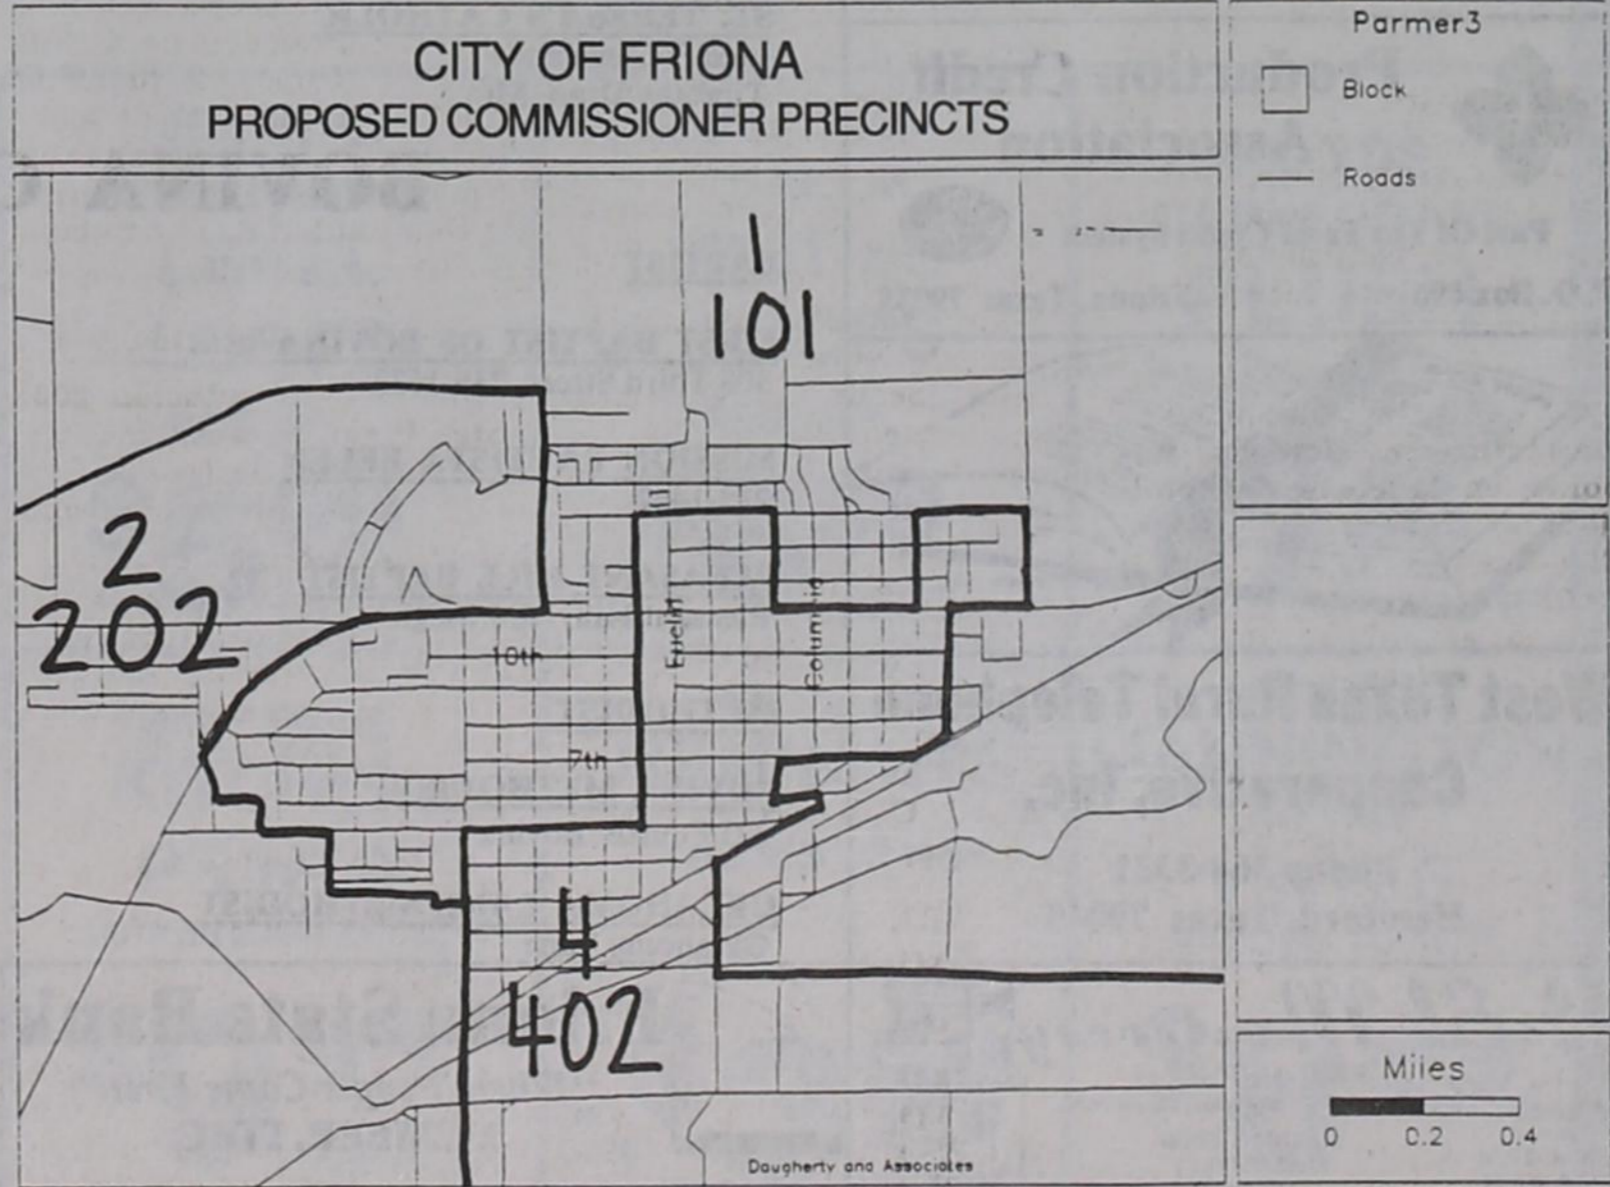 CITY OF FRIONA
PROPOSED COMMISSIONER PRECINCTS
Parmer3
Block
Roads
1
101
2
202
10th
Euclid
Columbia
7th
4
402
Miles
0 0.2 0.4
Dougherty and Associates